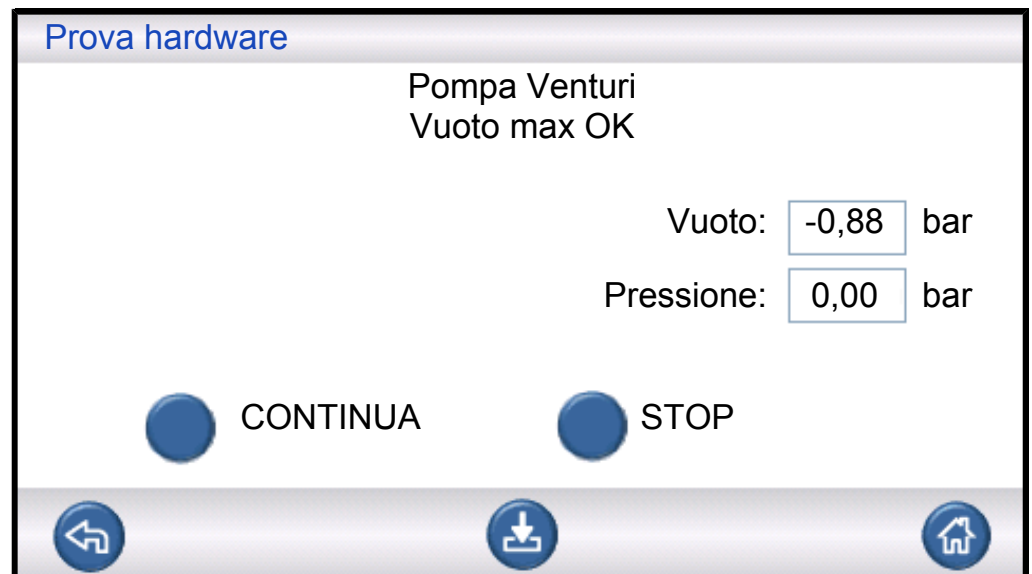 Prova hardware
Pompa Venturi
Vuoto max OK
Vuoto: -0,88 bar
Pressione: 0,00 bar
CONTINUA STOP